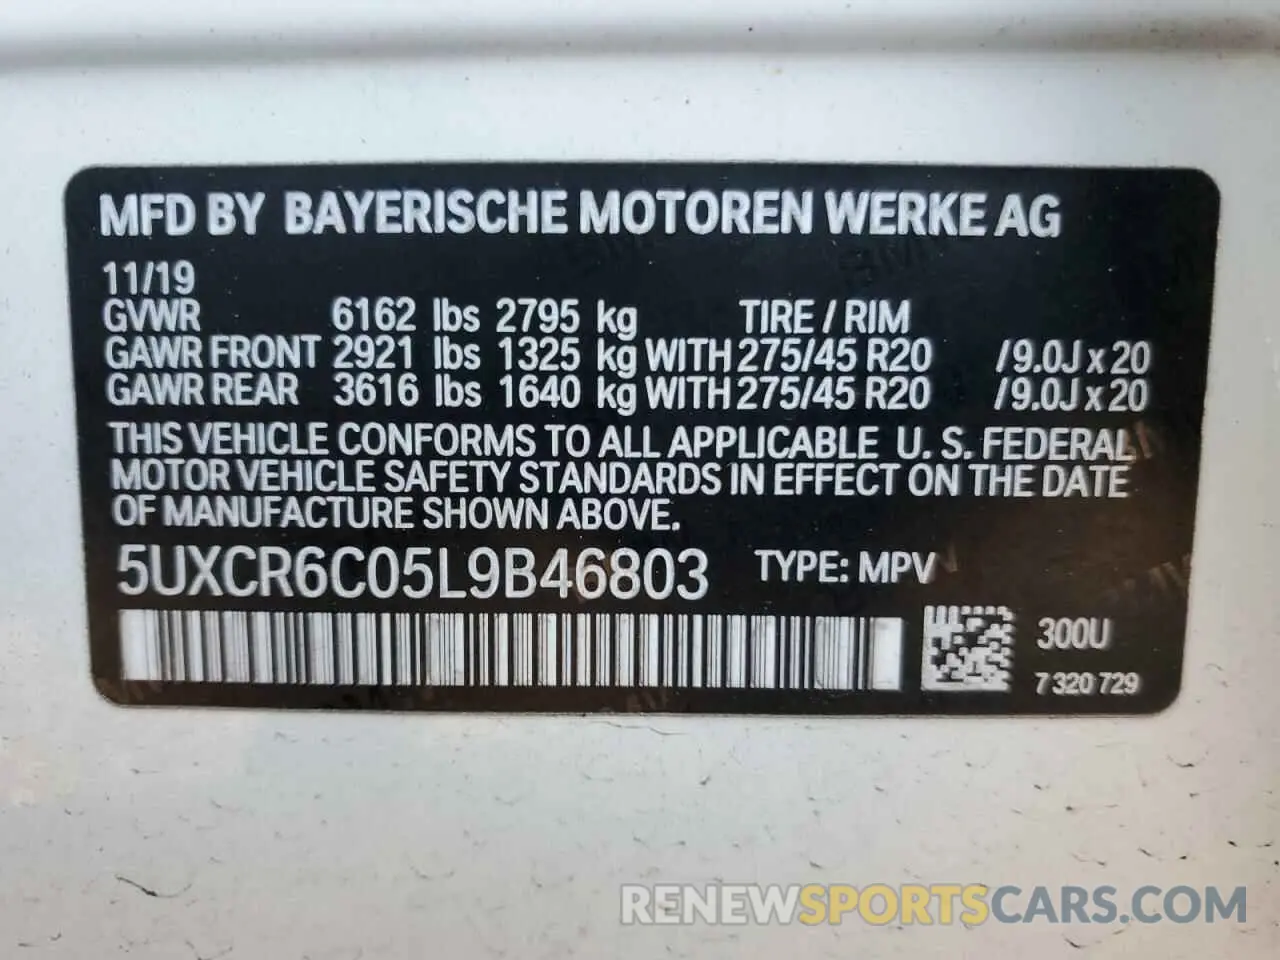 MFD BY BAYERISCHE MOTOREN WERKE AG
11/19
GVWR 6162 lbs 2795 kg TIRE / RIM
GAWR FRONT 2921 lbs 1325 kg WITH 275/45 R20 /9.0J x 20
GAWR REAR 3616 lbs 1640 kg WITH 275/45 R20 /9.0J x 20
THIS VEHICLE CONFORMS TO ALL APPLICABLE U. S. FEDERAL
MOTOR VEHICLE SAFETY STANDARDS IN EFFECT ON THE DATE
OF MANUFACTURE SHOWN ABOVE.
5UXCR6C05L9B46803 TYPE: MPV
300U
7 320 729
RENEWSPORTSCARS.COM